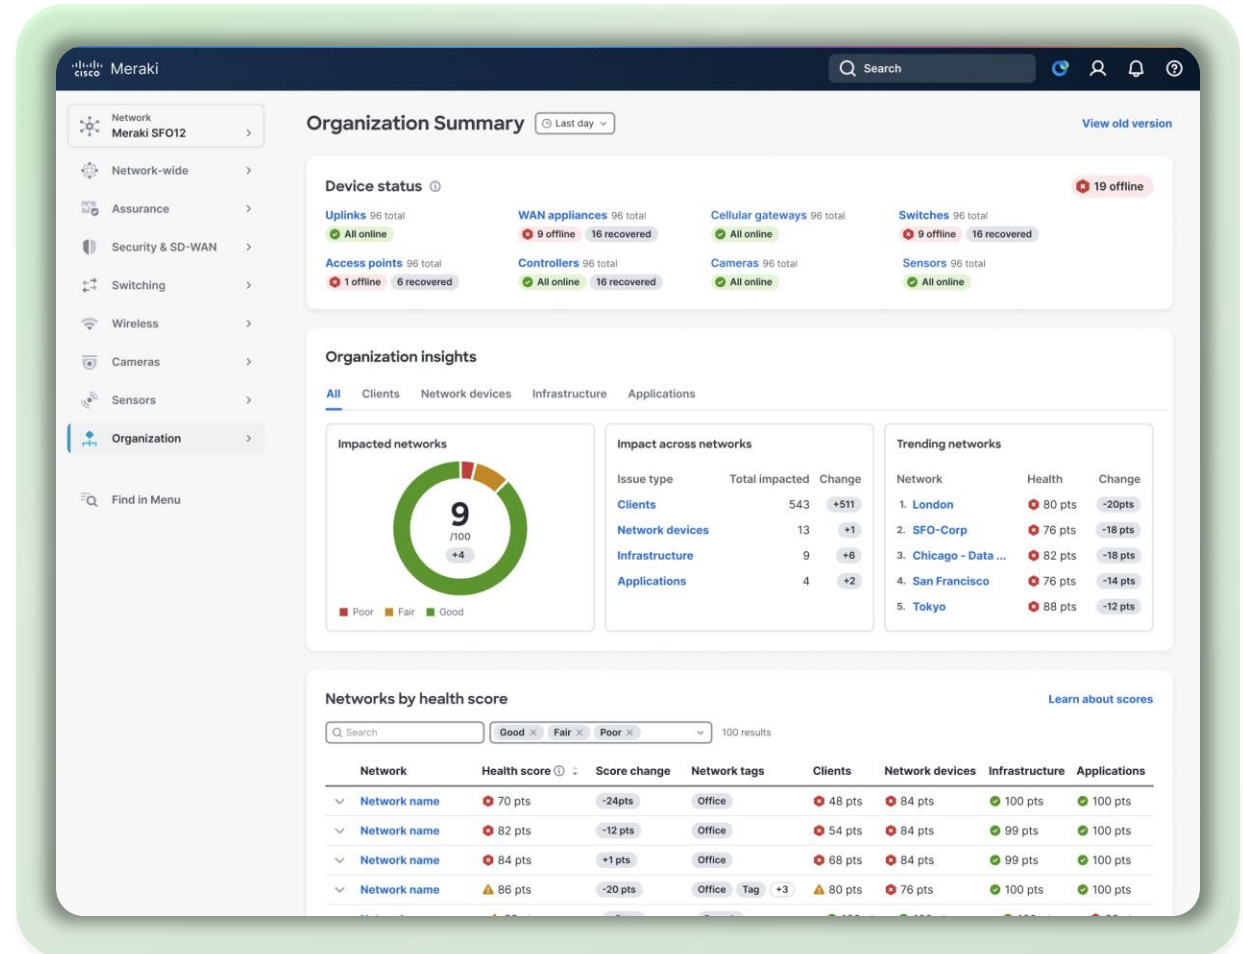 cisco Meraki
Search
Network
Meraki SFO12
Network-wide
Assurance
Security & SD-WAN
Switching
Wireless
Cameras
Sensors
Organization
Find in Menu
Organization Summary Last day
View old version
Device status
19 offline
Uplinks 96 total WAN appliances 96 total Cellular gateways 96 total Switches 96 total
All online 9 offline 16 recovered All online 9 offline 16 recovered
Access points 96 total Controllers 96 total Cameras 96 total Sensors 96 total
1 offline 6 recovered All online 16 recovered All online All online
Organization insights
All Clients Network devices Infrastructure Applications
Impacted networks
9
/100
+4
Poor Fair Good
Impact across networks
Issue type Total impacted Change
Clients 543 +511
Network devices 13 +1
Infrastructure 9 +6
Applications 4 +2
Trending networks
Network Health Change
1. London 80 pts -20pts
2. SFO-Corp 76 pts -18 pts
3. Chicago - Data ... 82 pts -18 pts
4. San Francisco 76 pts -14 pts
5. Tokyo 88 pts -12 pts
Networks by health score
Learn about scores
Search Good × Fair × Poor × 100 results
Network Health score Score change Network tags Clients Network devices Infrastructure Applications
Network name 70 pts -24pts Office 48 pts 84 pts 100 pts 100 pts
Network name 82 pts -12 pts Office 54 pts 84 pts 99 pts 100 pts
Network name 84 pts +1 pts Office 68 pts 84 pts 99 pts 100 pts
Network name 86 pts -20 pts Office Tag +3 80 pts 76 pts 100 pts 100 pts